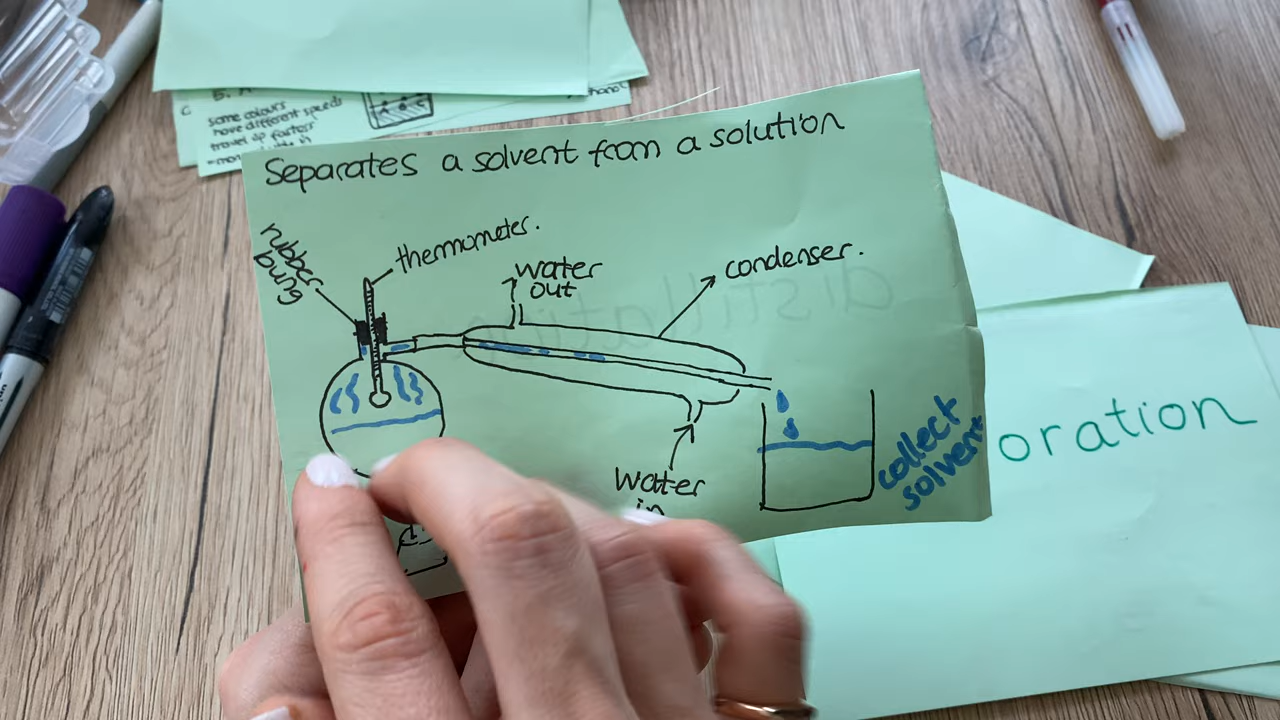 c
some colours
have different speeds
travel up faster
Separates a solvent from a solution
rubber
bung
thermometer.
water
out
condenser.
water
in
collect
solvent
oration
distillation